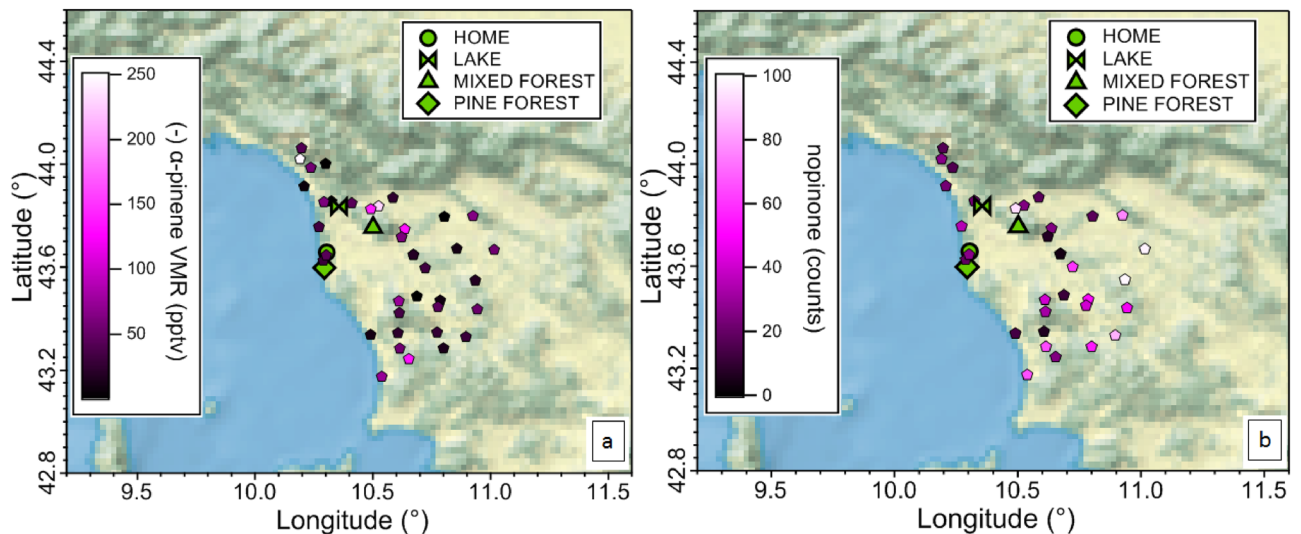 HOME
LAKE
MIXED FOREST
PINE FOREST
250
200
150
100
50
(-) α-pinene VMR (pptv)
44.4
44.0
43.6
43.2
42.8
Latitude (°)
9.5 10.0 10.5 11.0 11.5
Longitude (°)
a
HOME
LAKE
MIXED FOREST
PINE FOREST
100
80
60
40
20
0
nopinone (counts)
44.4
44.0
43.6
43.2
42.8
Latitude (°)
9.5 10.0 10.5 11.0 11.5
Longitude (°)
b